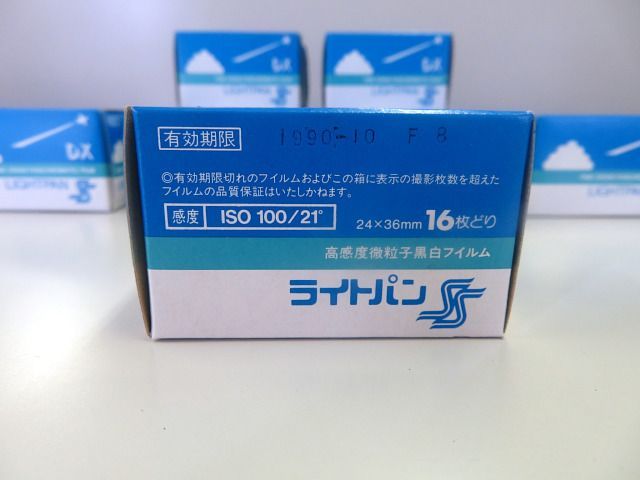 有効期限 1990-10 F 8
◎有効期限切れのフイルムおよびこの箱に表示の撮影枚数を超えた
フイルムの品質保証はいたしかねます。
感度 ISO 100/21° 24×36mm 16枚どり
高感度微粒子黒白フイルム
ライトパン SS